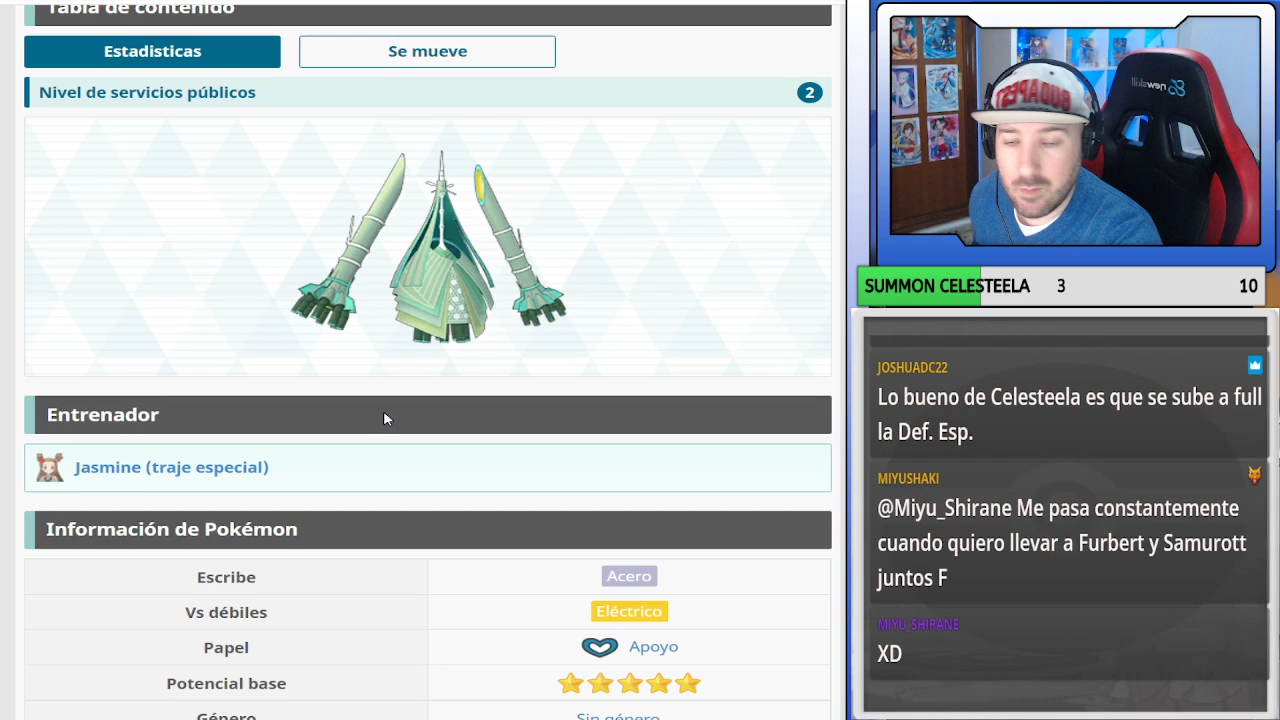 Tabla de contenido
Estadisticas
Se mueve
Nivel de servicios públicos
2
Entrenador
Jasmine (traje especial)
Información de Pokémon
Escribe
Acero
Vs débiles
Eléctrico
Papel
Apoyo
Potencial base
Género
Sin género
BUDAPEST
newskill
SUMMON CELESTEELA
3
10
JOSHUADC22
Lo bueno de Celesteela es que se sube a full
la Def. Esp.
MIYUSHAKI
@Miyu_Shirane Me pasa constantemente
cuando quiero llevar a Furbert y Samurott
juntos F
MIYU_SHIRANE
XD